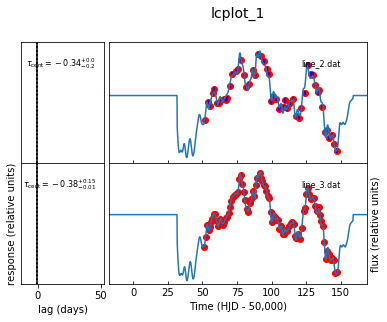 lcplot_1
τcent = −0.34 +0.0 −0.2
line_2.dat
τcent = −0.38 +0.15 −0.01
line_3.dat
response (relative units)
flux (relative units)
0 50
0 25 50 75 100 125 150
lag (days)
Time (HJD - 50,000)